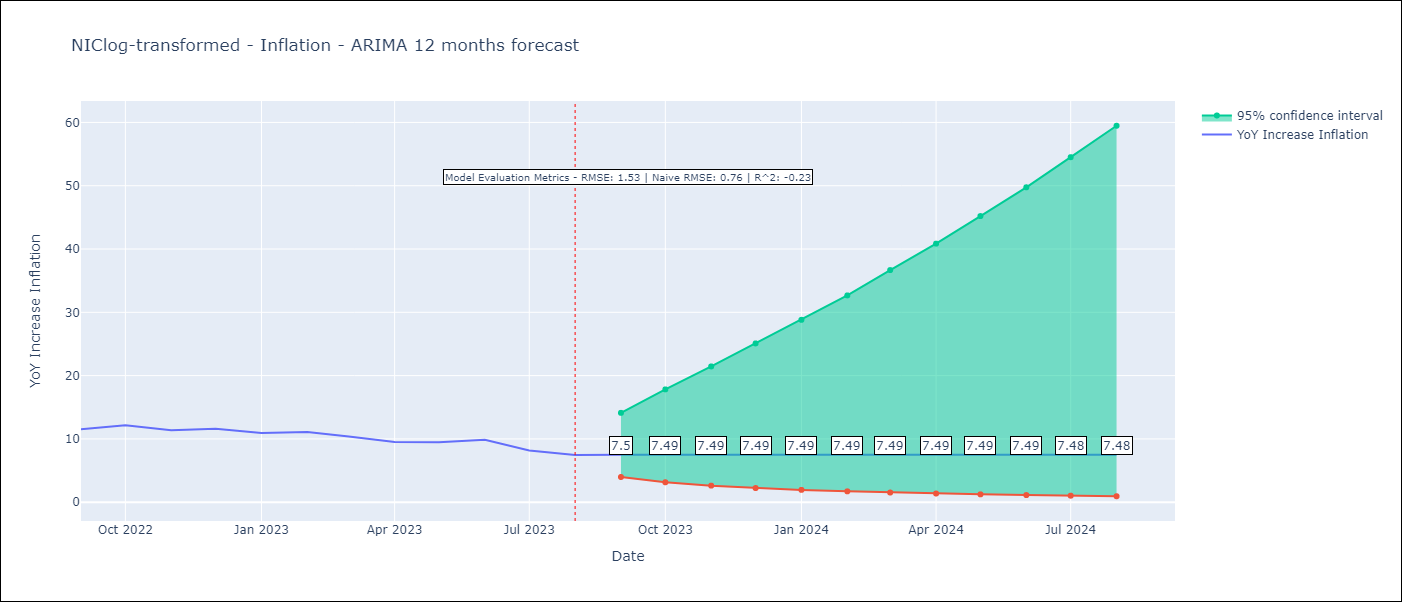 NIClog-transformed - Inflation - ARIMA 12 months forecast
95% confidence interval
YoY Increase Inflation
Model Evaluation Metrics - RMSE: 1.53 | Naive RMSE: 0.76 | R^2: -0.23
YoY Increase Inflation
60
50
40
30
20
10
0
7.5 7.49 7.49 7.49 7.49 7.49 7.49 7.49 7.49 7.49 7.48 7.48
Oct 2022 Jan 2023 Apr 2023 Jul 2023 Oct 2023 Jan 2024 Apr 2024 Jul 2024
Date